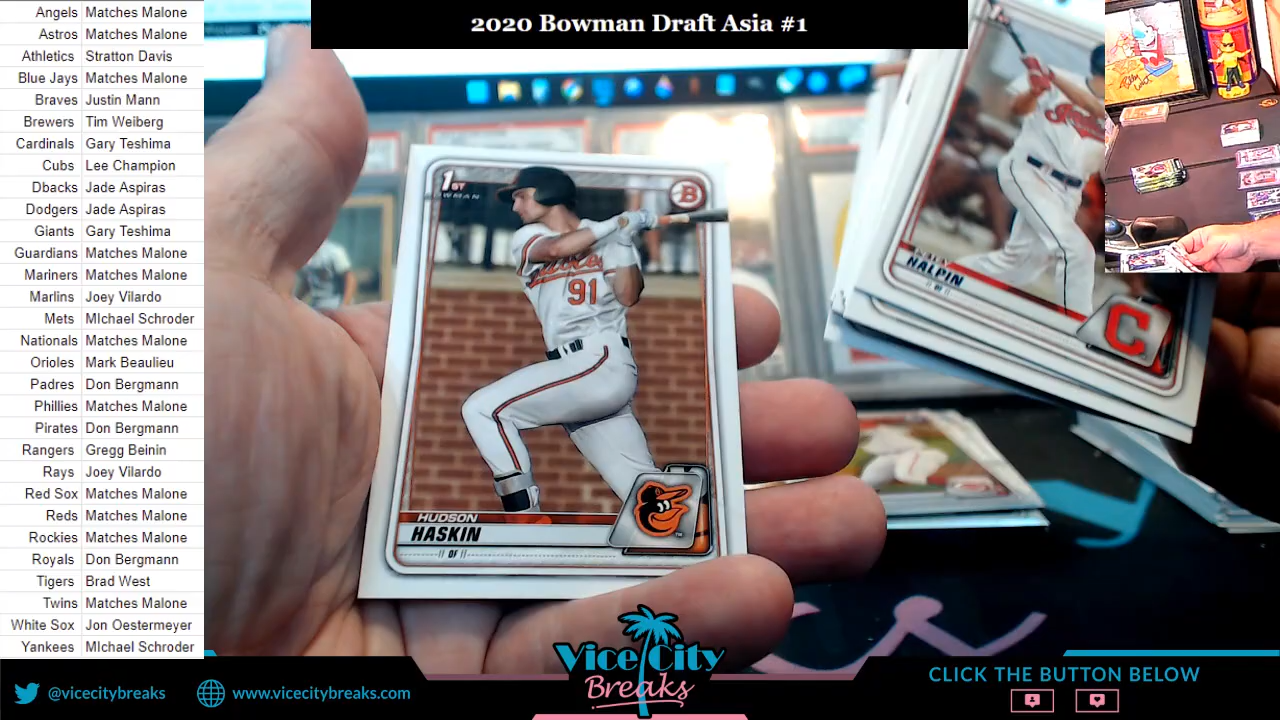 2020 Bowman Draft Asia #1
Angels Matches Malone
Astros Matches Malone
Athletics Stratton Davis
Blue Jays Matches Malone
Braves Justin Mann
Brewers Tim Weiberg
Cardinals Gary Teshima
Cubs Lee Champion
Dbacks Jade Aspiras
Dodgers Jade Aspiras
Giants Gary Teshima
Guardians Matches Malone
Mariners Matches Malone
Marlins Joey Vilardo
Mets MIchael Schroder
Nationals Matches Malone
Orioles Mark Beaulieu
Padres Don Bergmann
Phillies Matches Malone
Pirates Don Bergmann
Rangers Gregg Beinin
Rays Joey Vilardo
Red Sox Matches Malone
Reds Matches Malone
Rockies Matches Malone
Royals Don Bergmann
Tigers Brad West
Twins Matches Malone
White Sox Jon Oestermeyer
Yankees MIchael Schroder
1ST
B
91
HUDSON
HASKIN
OF
NALPIN
OF
C
Vice City
Breaks
@vicecitybreaks
www.vicecitybreaks.com
CLICK THE BUTTON BELOW